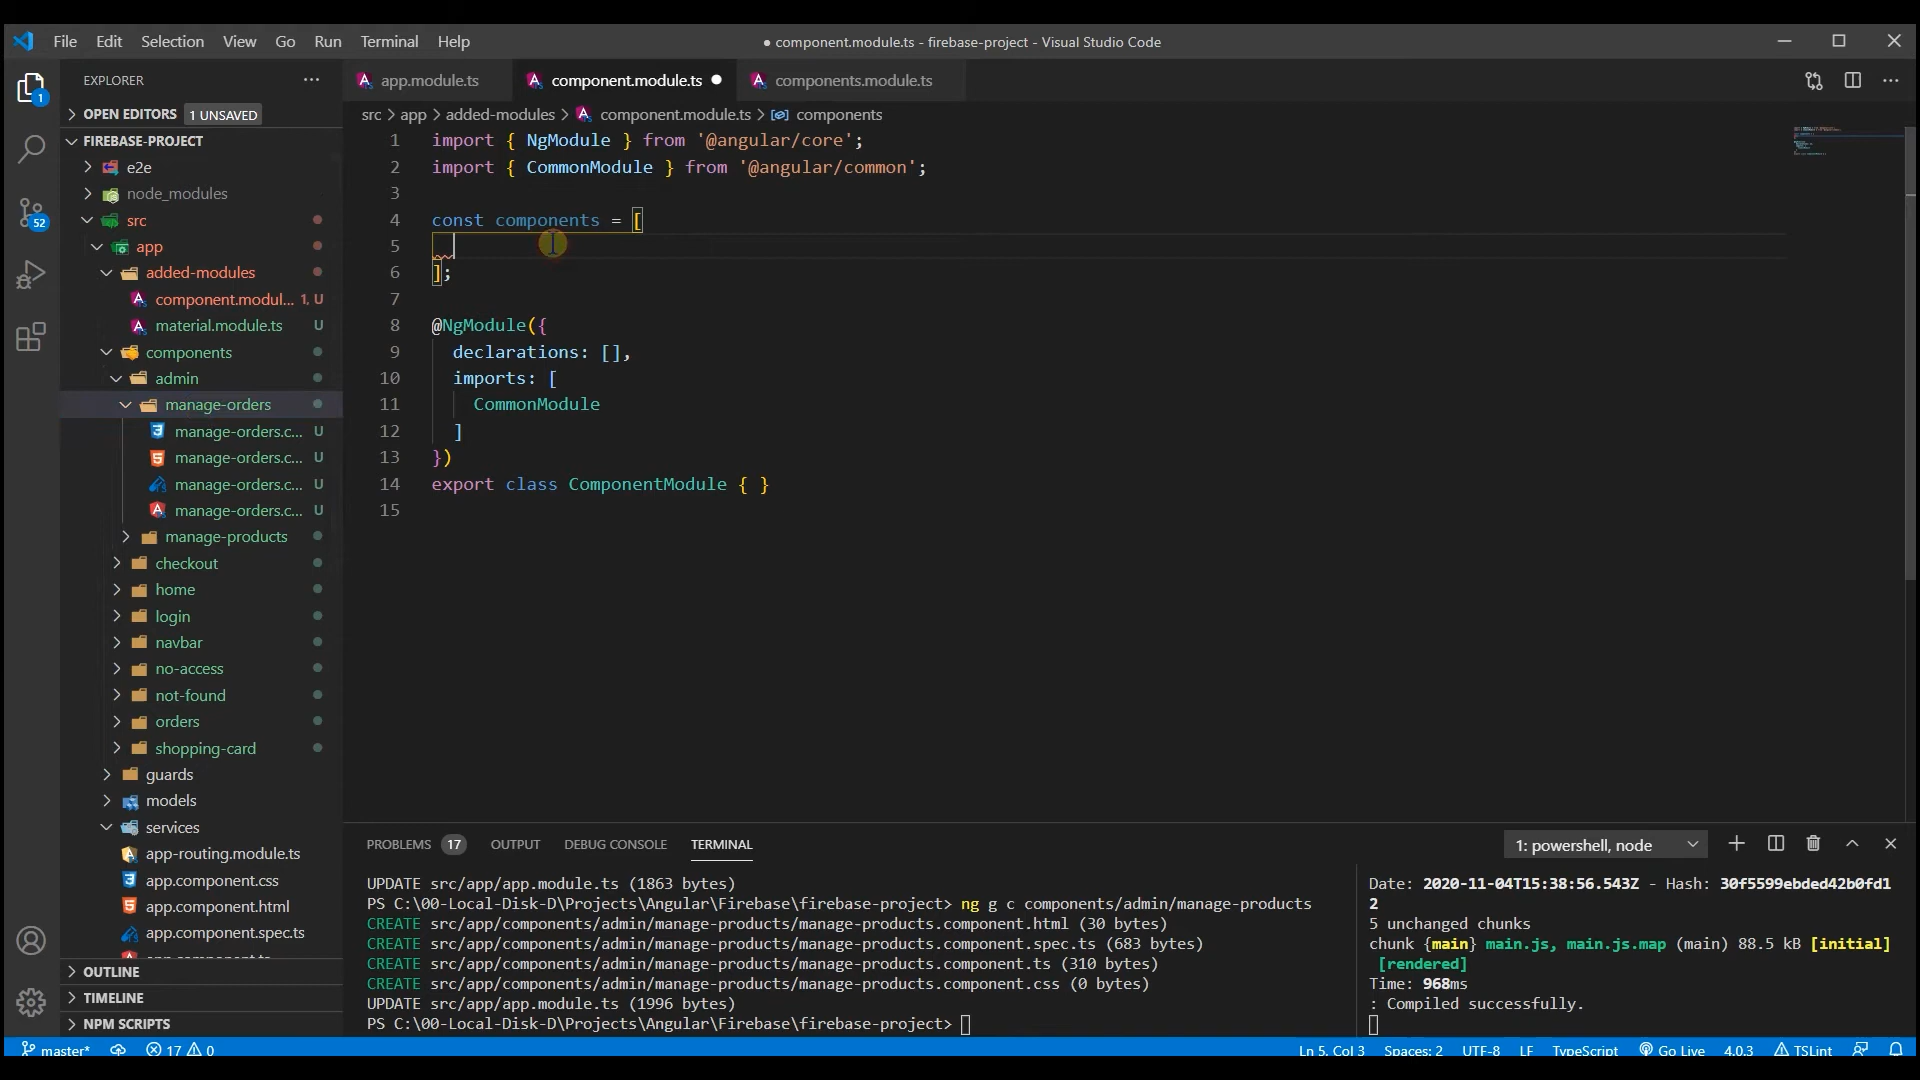 File Edit Selection View Go Run Terminal Help
● component.module.ts - firebase-project - Visual Studio Code
EXPLORER
OPEN EDITORS 1 UNSAVED
FIREBASE-PROJECT
e2e
node_modules
src
app
added-modules
component.modul... 1, U
material.module.ts U
components
admin
manage-orders
manage-orders.c... U
manage-orders.c... U
manage-orders.c... U
manage-orders.c... U
manage-products
checkout
home
login
navbar
no-access
not-found
orders
shopping-card
guards
models
services
app-routing.module.ts
app.component.css
app.component.html
app.component.spec.ts
OUTLINE
TIMELINE
NPM SCRIPTS
1
52
app.module.ts component.module.ts ● components.module.ts
src > app > added-modules > component.module.ts > components
1 import { NgModule } from '@angular/core';
2 import { CommonModule } from '@angular/common';
3
4 const components = [
5
6 ];
7
8 @NgModule({
9 declarations: [],
10 imports: [
11 CommonModule
12 ]
13 })
14 export class ComponentModule { }
15
PROBLEMS 17 OUTPUT DEBUG CONSOLE TERMINAL
1: powershell, node
UPDATE src/app/app.module.ts (1863 bytes)
PS C:\00-Local-Disk-D\Projects\Angular\Firebase\firebase-project> ng g c components/admin/manage-products
CREATE src/app/components/admin/manage-products/manage-products.component.html (30 bytes)
CREATE src/app/components/admin/manage-products/manage-products.component.spec.ts (683 bytes)
CREATE src/app/components/admin/manage-products/manage-products.component.ts (310 bytes)
CREATE src/app/components/admin/manage-products/manage-products.component.css (0 bytes)
UPDATE src/app/app.module.ts (1996 bytes)
PS C:\00-Local-Disk-D\Projects\Angular\Firebase\firebase-project>
Date: 2020-11-04T15:38:56.543Z - Hash: 30f5599ebded42b0fd1
2
5 unchanged chunks
chunk {main} main.js, main.js.map (main) 88.5 kB [initial]
[rendered]
Time: 968ms
: Compiled successfully.
master* 17 0
Ln 5, Col 3 Spaces: 2 UTF-8 LF TypeScript Go Live 4.0.3 TSLint